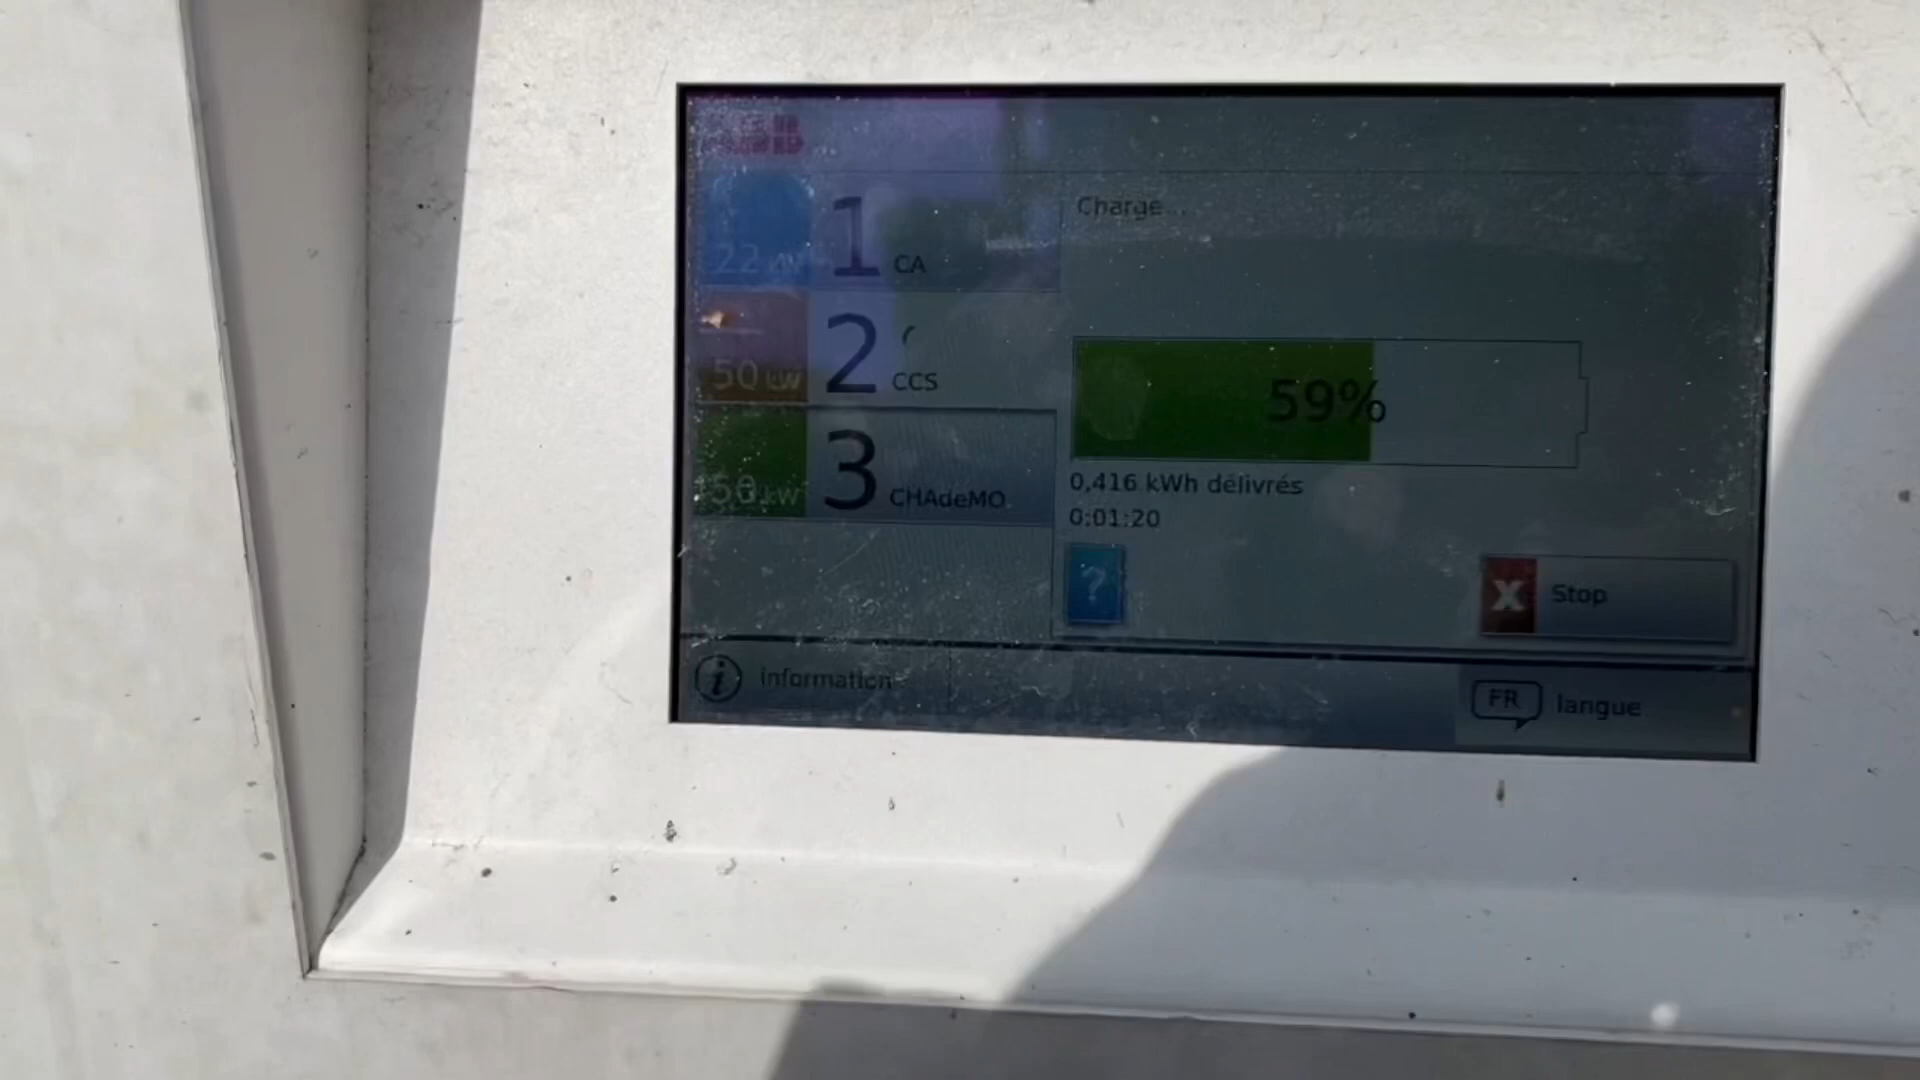 ABB
22 kW 1 CA
50 kW 2 CCS
50 kW 3 CHAdeMO
Charge...
59%
0,416 kWh délivrés
0:01:20
?
X Stop
i information
FR langue